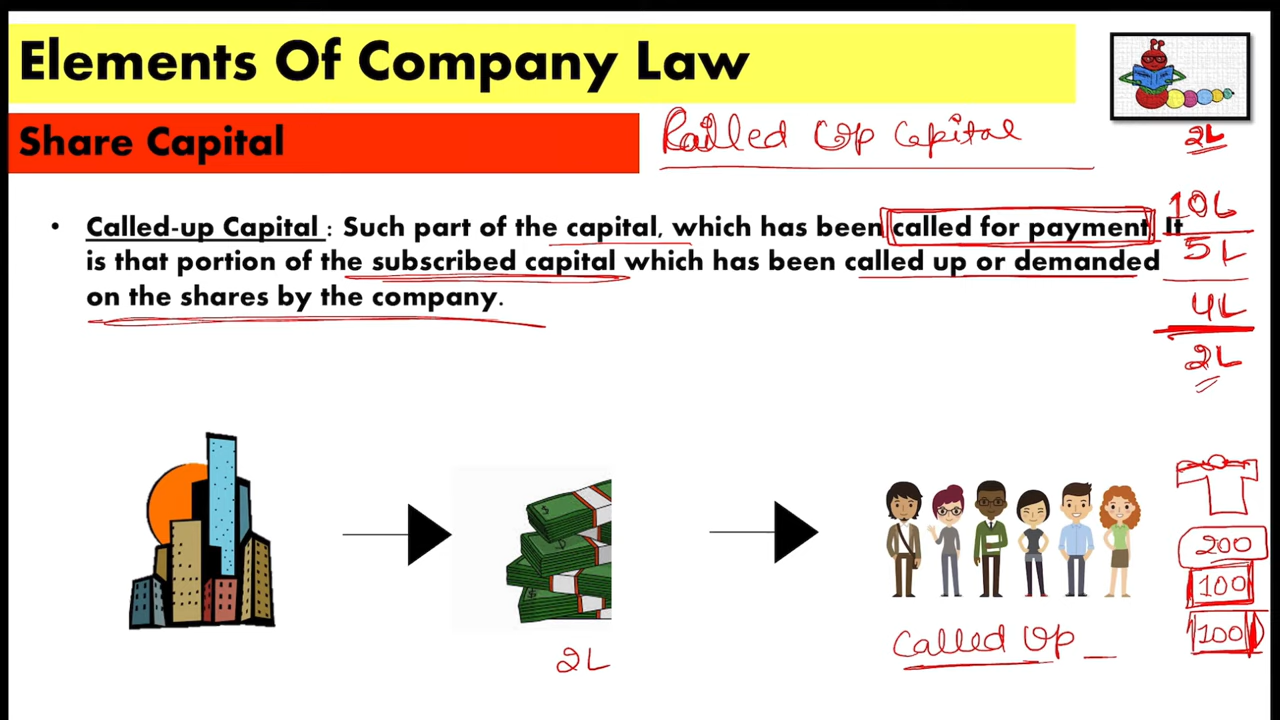 Elements Of Company Law
Share Capital
Called Up Capital
2L
• Called-up Capital : Such part of the capital, which has been called for payment. It
is that portion of the subscribed capital which has been called up or demanded
on the shares by the company.
10L
5L
4L
2L
200
100
100
2L
Called Up